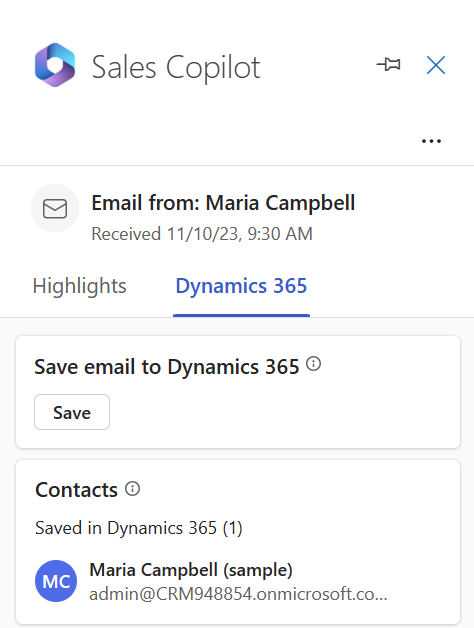 Sales Copilot
...
Email from: Maria Campbell
Received 11/10/23, 9:30 AM
Highlights Dynamics 365
Save email to Dynamics 365
Save
Contacts
Saved in Dynamics 365 (1)
MC Maria Campbell (sample)
admin@CRM948854.onmicrosoft.co...